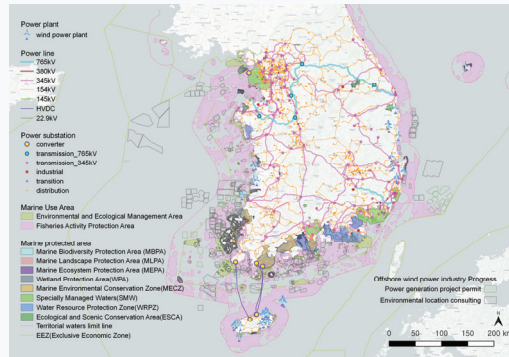 Power plant
wind power plant
Power line
765kV
380kV
345kV
154kV
145kV
HVDC
22.9kV
Power substation
converter
transmission_765kV
transmission_345kV
industrial
transition
distribution
Marine Use Area
Environmental and Ecological Management Area
Fisheries Activity Protection Area
Marine protected area
Marine Biodiversity Protection Area (MBPA)
Marine Landscape Protection Area (MLPA)
Marine Ecosystem Protection Area (MEPA)
Wetland Protection Area(WPA)
Marine Environmental Conservation Zone(MECZ)
Specially Managed Waters(SMW)
Water Resource Protection Zone(WRPZ)
Ecological and Scenic Conservation Area(ESCA)
Territorial waters limit line
EEZ(Exclusive Economic Zone)
Offshore wind power industry Progress
Power generation project permit
Environmental location consulting
0 50 100 200 km